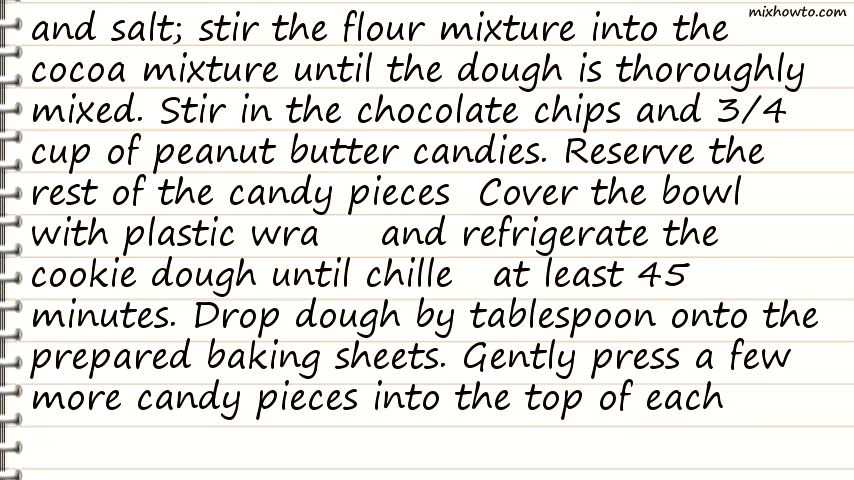 mixhowto.com
and salt; stir the flour mixture into the
cocoa mixture until the dough is thoroughly
mixed. Stir in the chocolate chips and 3/4
cup of peanut butter candies. Reserve the
rest of the candy pieces Cover the bowl
with plastic wra and refrigerate the
cookie dough until chille at least 45
minutes. Drop dough by tablespoon onto the
prepared baking sheets. Gently press a few
more candy pieces into the top of each